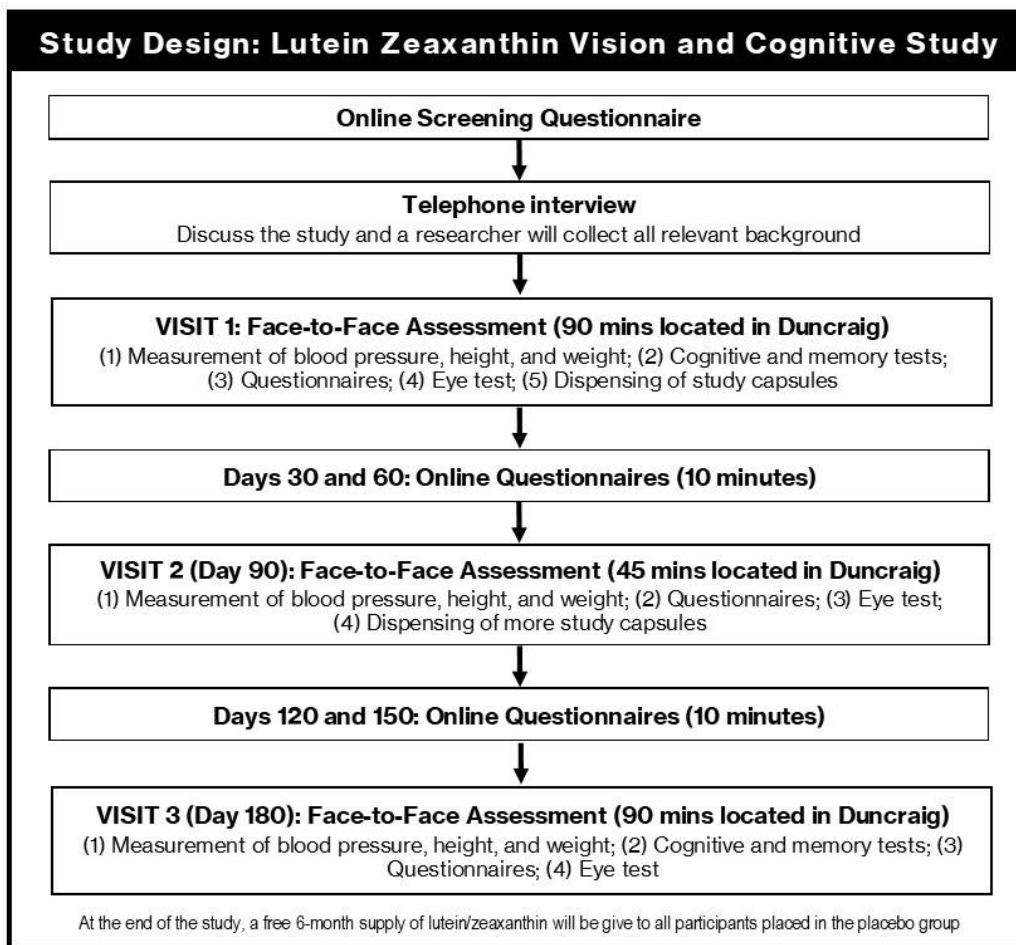 Study Design: Lutein Zeaxanthin Vision and Cognitive Study
Online Screening Questionnaire
Telephone interview
Discuss the study and a researcher will collect all relevant background
VISIT 1: Face-to-Face Assessment (90 mins located in Duncraig)
(1) Measurement of blood pressure, height, and weight; (2) Cognitive and memory tests;
(3) Questionnaires; (4) Eye test; (5) Dispensing of study capsules
Days 30 and 60: Online Questionnaires (10 minutes)
VISIT 2 (Day 90): Face-to-Face Assessment (45 mins located in Duncraig)
(1) Measurement of blood pressure, height, and weight; (2) Questionnaires; (3) Eye test;
(4) Dispensing of more study capsules
Days 120 and 150: Online Questionnaires (10 minutes)
VISIT 3 (Day 180): Face-to-Face Assessment (90 mins located in Duncraig)
(1) Measurement of blood pressure, height, and weight; (2) Cognitive and memory tests; (3)
Questionnaires; (4) Eye test
At the end of the study, a free 6-month supply of lutein/zeaxanthin will be give to all participants placed in the placebo group